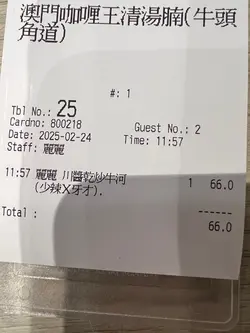 澳門咖喱王清湯腩(牛頭
角道)
#: 1
Tbl No.: 25
Cardno: 800218
Guest No.: 2
Date: 2025-02-24
Time: 11:57
Staff: 麗麗
11:57 麗麗 川醬乾炒牛河 1 66.0
(少辣X牙才).
Total : ------
66.0